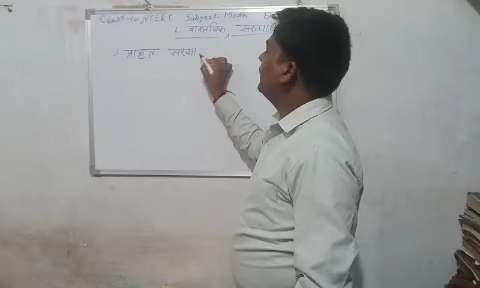 Class-10 NCERT Subject-Math
1. वास्तविक संख्याएँ
→ प्राकृत संख्या